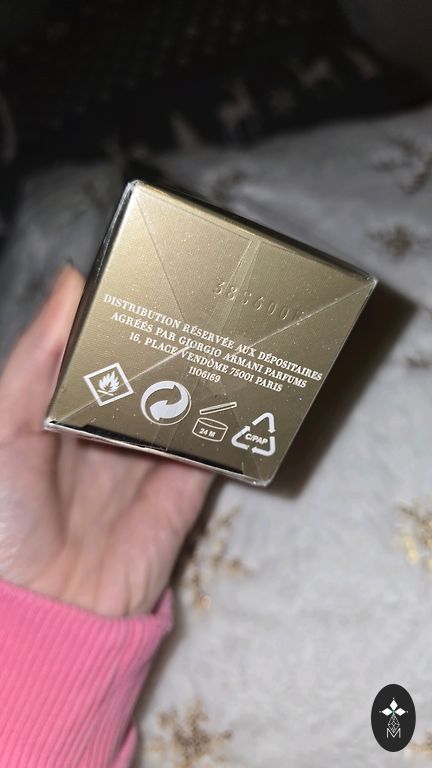 DISTRIBUTION RÉSERVÉE AUX DÉPOSITAIRES
AGRÉÉS PAR GIORGIO ARMANI PARFUMS
16, PLACE VENDÔME 75001 PARIS
1106169
24 M
C/PAP
M